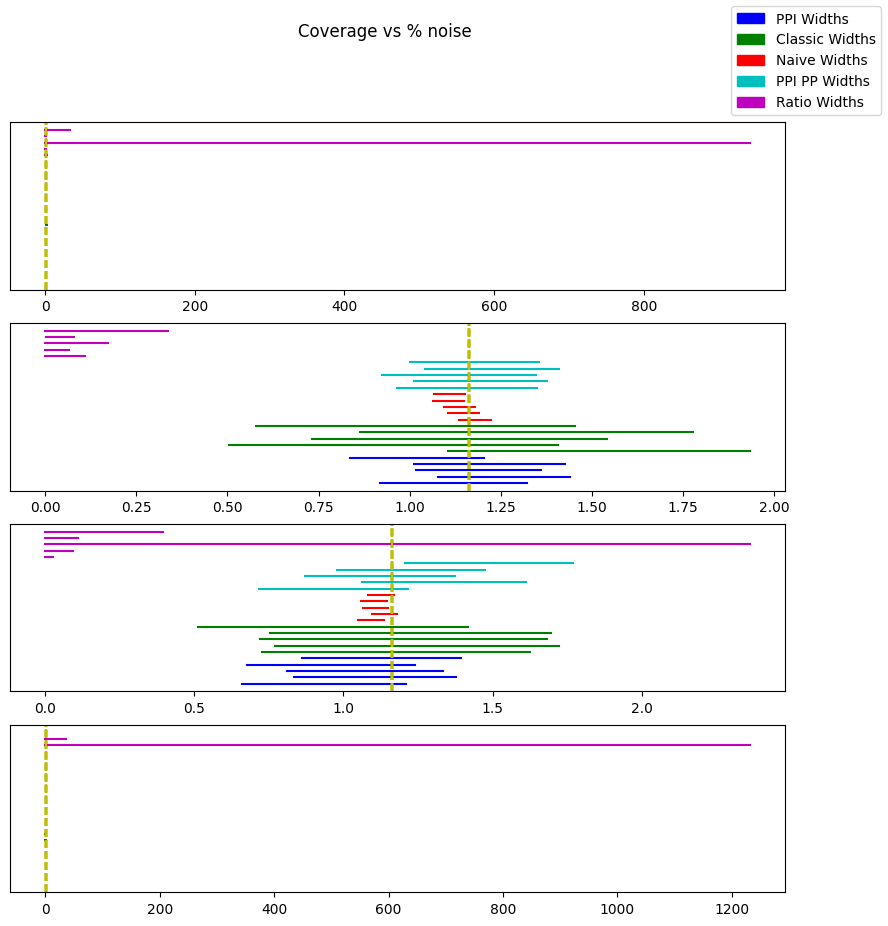 Coverage vs % noise
PPI Widths
Classic Widths
Naive Widths
PPI PP Widths
Ratio Widths
0 200 400 600 800
0.00 0.25 0.50 0.75 1.00 1.25 1.50 1.75 2.00
0.0 0.5 1.0 1.5 2.0
0 200 400 600 800 1000 1200